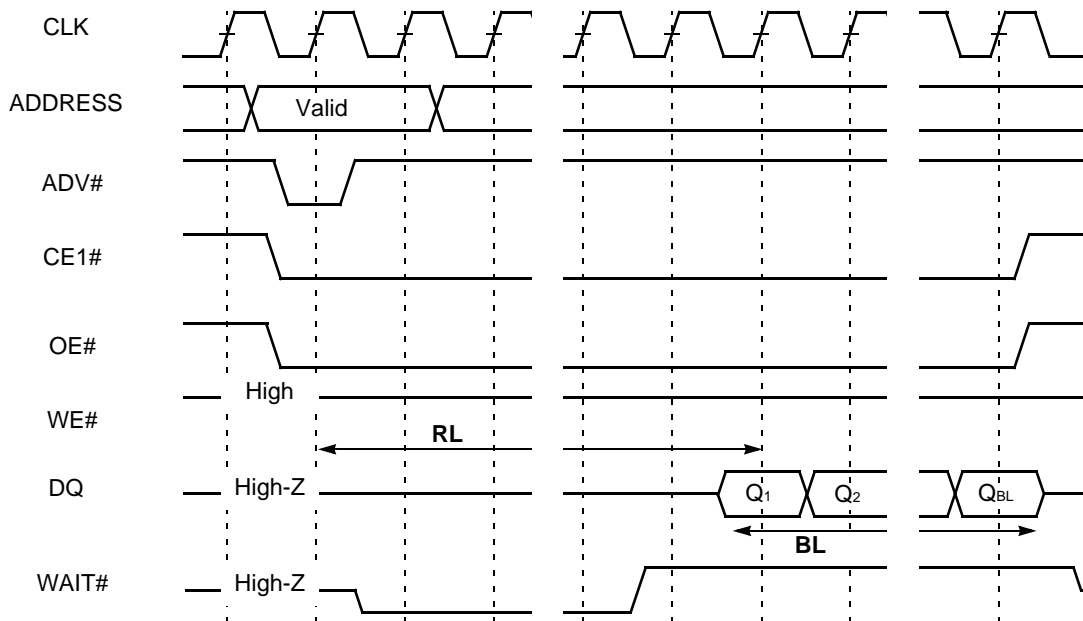 CLK
ADDRESS
Valid
ADV#
CE1#
OE#
High
WE#
RL
DQ
High-Z
Q1
Q2
QBL
BL
WAIT#
High-Z